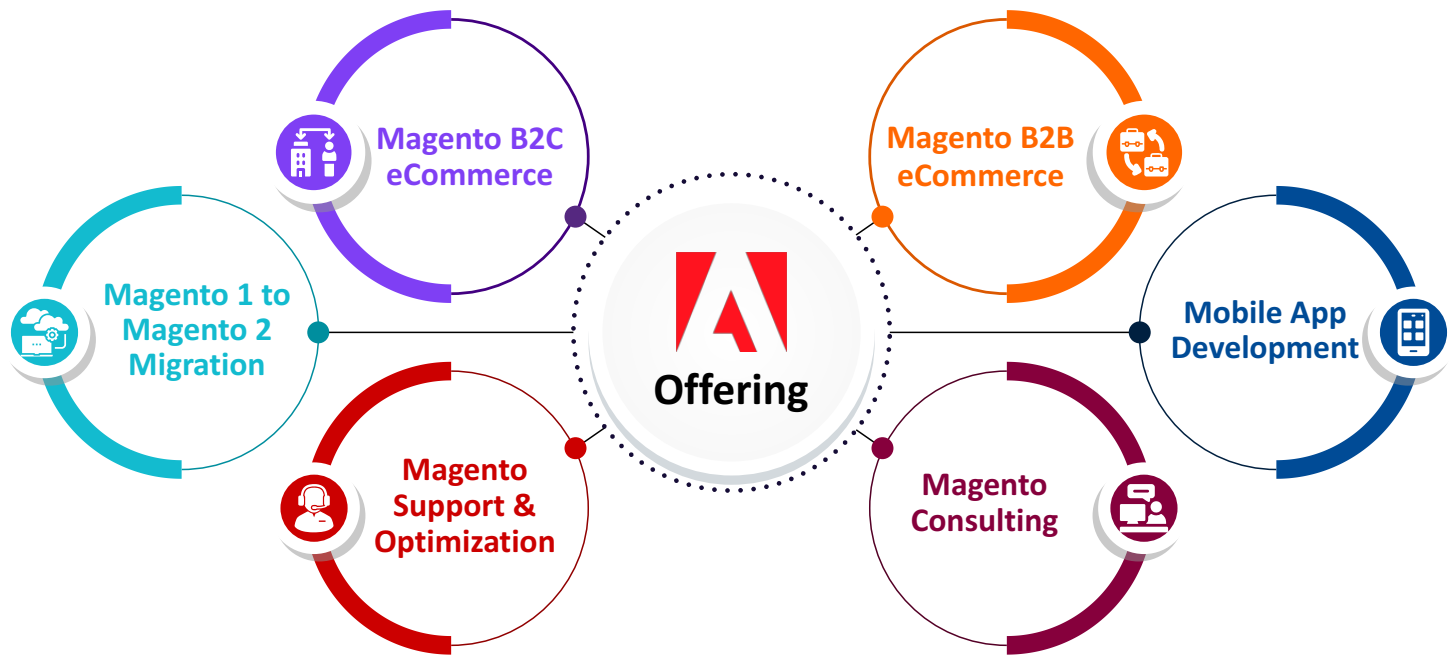 Magento B2C
eCommerce
Magento B2B
eCommerce
Magento 1 to
Magento 2
Migration
Offering
Mobile App
Development
Magento
Support &
Optimization
Magento
Consulting